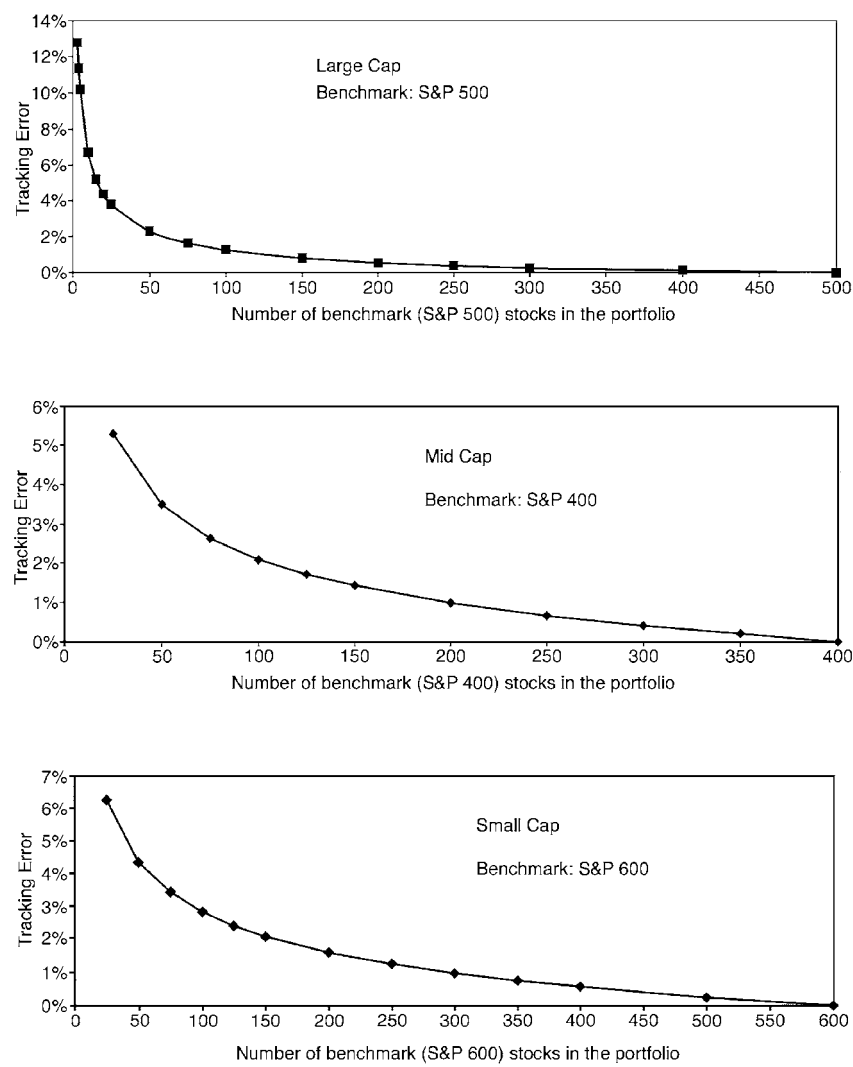 14%
12%
10%
8%
6%
4%
2%
0%
Tracking Error
Large Cap
Benchmark: S&P 500
0 50 100 150 200 250 300 350 400 450 500
Number of benchmark (S&P 500) stocks in the portfolio
6%
5%
4%
3%
2%
1%
0%
Tracking Error
Mid Cap
Benchmark: S&P 400
0 50 100 150 200 250 300 350 400
Number of benchmark (S&P 400) stocks in the portfolio
7%
6%
5%
4%
3%
2%
1%
0%
Tracking Error
Small Cap
Benchmark: S&P 600
0 50 100 150 200 250 300 350 400 450 500 550 600
Number of benchmark (S&P 600) stocks in the portfolio